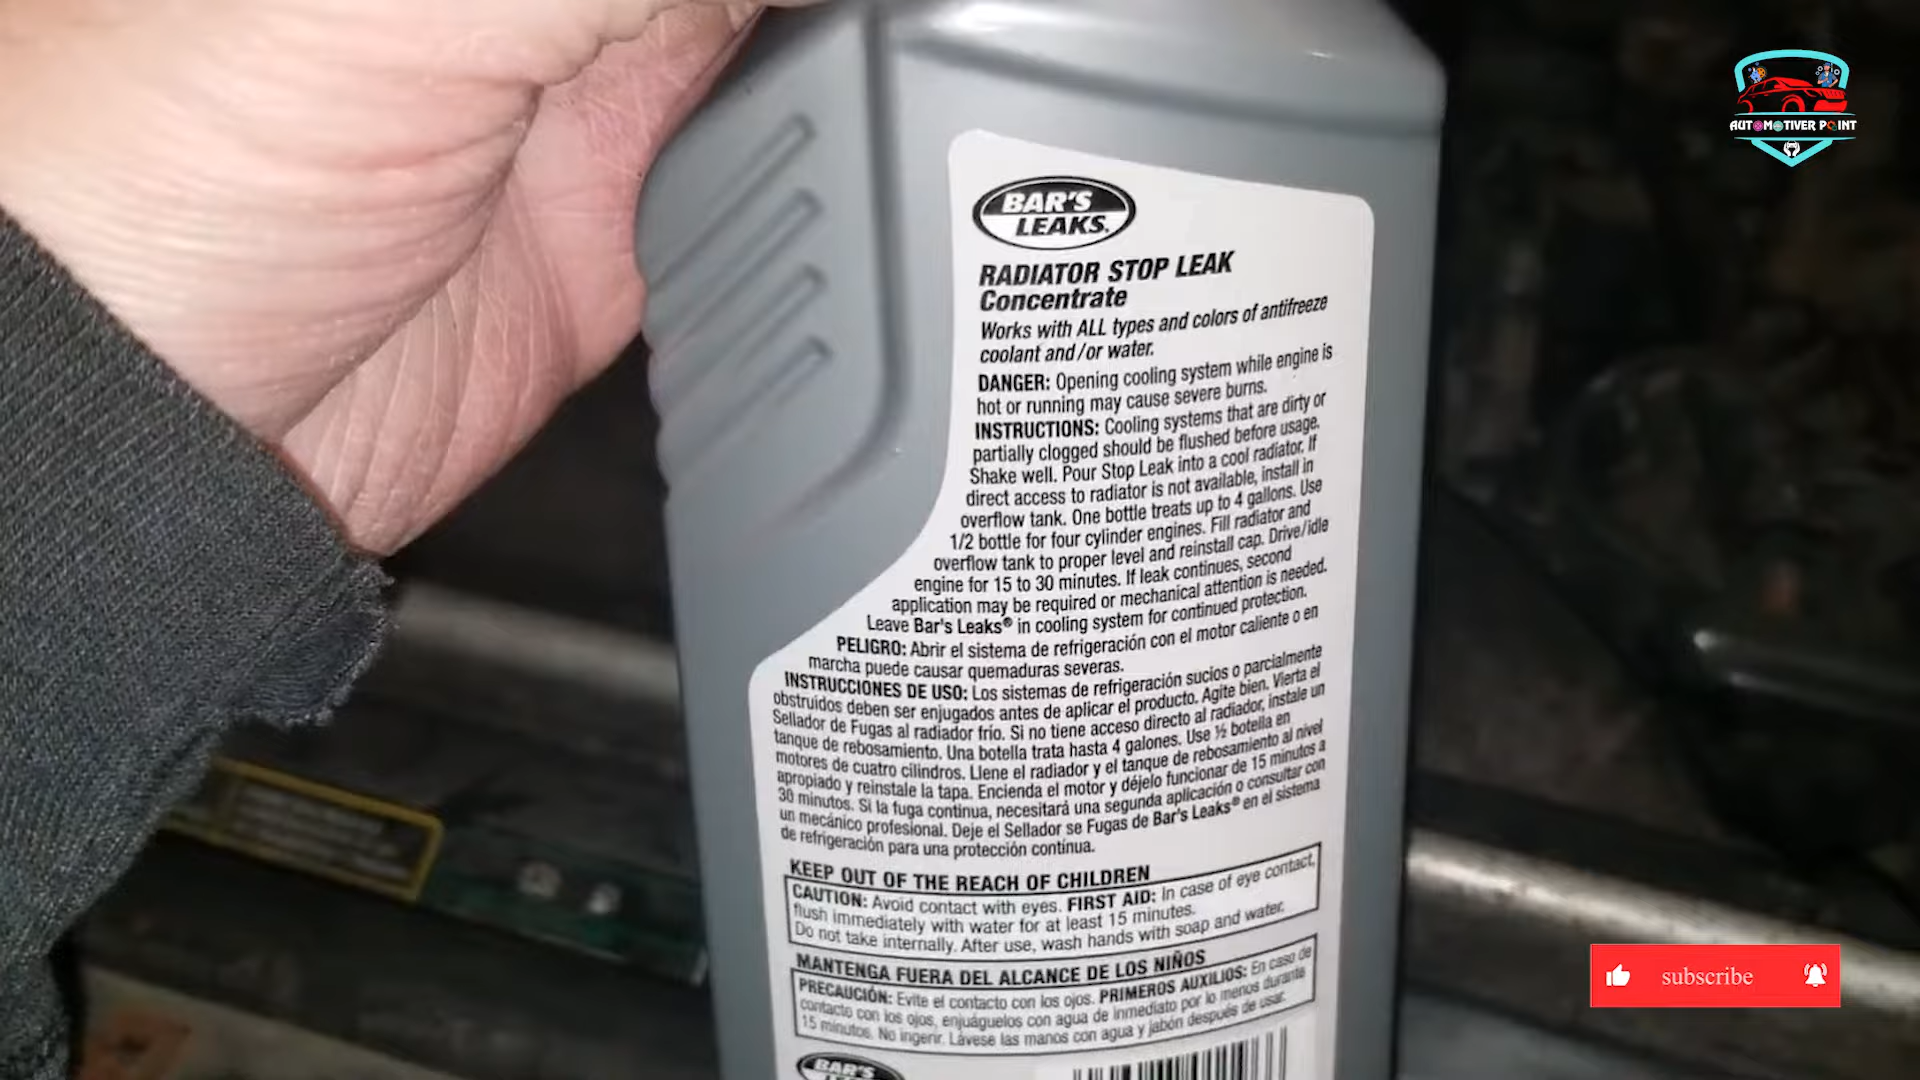 AUTOMOTIVER POINT
BAR'S
LEAKS®
RADIATOR STOP LEAK
Concentrate
Works with ALL types and colors of antifreeze
coolant and/or water.
DANGER: Opening cooling system while engine is
hot or running may cause severe burns.
INSTRUCTIONS: Cooling systems that are dirty or
partially clogged should be flushed before usage.
Shake well. Pour Stop Leak into a cool radiator. If
direct access to radiator is not available, install in
overflow tank. One bottle treats up to 4 gallons. Use
1/2 bottle for four cylinder engines. Fill radiator and
overflow tank to proper level and reinstall cap. Drive/idle
engine for 15 to 30 minutes. If leak continues, second
application may be required or mechanical attention is needed.
Leave Bar's Leaks® in cooling system for continued protection.
PELIGRO: Abrir el sistema de refrigeración con el motor caliente o en
marcha puede causar quemaduras severas.
INSTRUCCIONES DE USO: Los sistemas de refrigeración sucios o parcialmente
obstruidos deben ser enjugados antes de aplicar el producto. Agite bien. Vierta el
Sellador de Fugas al radiador frío. Si no tiene acceso directo al radiador, instale un
tanque de rebosamiento. Una botella trata hasta 4 galones. Use ½ botella en
motores de cuatro cilindros. Llene el radiador y el tanque de rebosamiento al nivel
apropiado y reinstale la tapa. Encienda el motor y déjelo funcionar de 15 minutos a
30 minutos. Si la fuga continua, necesitará una segunda aplicación o consultar con
un mecánico profesional. Deje el Sellador se Fugas de Bar's Leaks® en el sistema
de refrigeración para una protección continua.
KEEP OUT OF THE REACH OF CHILDREN
CAUTION: Avoid contact with eyes. FIRST AID: In case of eye contact,
flush immediately with water for at least 15 minutes.
Do not take internally. After use, wash hands with soap and water.
MANTENGA FUERA DEL ALCANCE DE LOS NIÑOS
PRECAUCIÓN: Evite el contacto con los ojos. PRIMEROS AUXILIOS: En caso de
contacto con los ojos, enjuáguelos con agua de inmediato por lo menos durante
15 minutos. No ingerir. Lávese las manos con agua y jabón después de usar.
BAR'S
subscribe